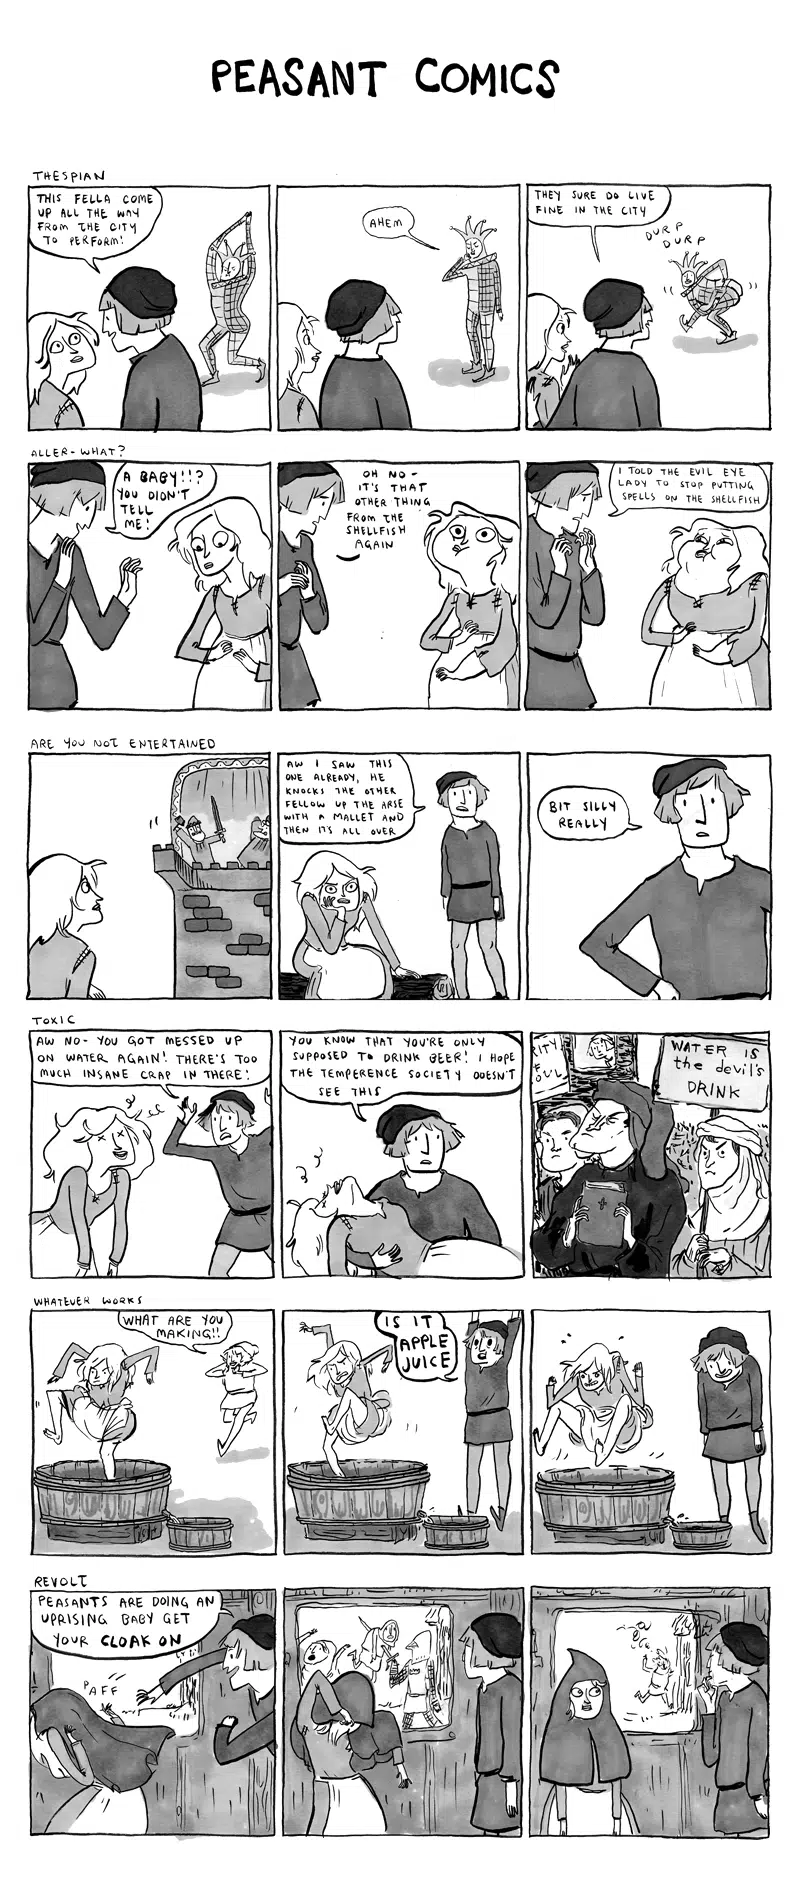 PEASANT COMICS
THESPIAN
THIS FELLA COME
UP ALL THE WAY
FROM THE CITY
TO PERFORM!
AHEM
THEY SURE DO LIVE
FINE IN THE CITY
DURP
DURP
ALLER-WHAT?
A BABY!!?
YOU DIDN'T
TELL
ME!
OH NO-
IT'S THAT
OTHER THING
FROM THE
SHELLFISH
AGAIN
I TOLD THE EVIL EYE
LADY TO STOP PUTTING
SPELLS ON THE SHELLFISH
ARE YOU NOT ENTERTAINED
AW I SAW THIS
ONE ALREADY, HE
KNOCKS THE OTHER
FELLOW UP THE ARSE
WITH A MALLET AND
THEN IT'S ALL OVER
BIT SILLY
REALLY
TOXIC
AW NO- YOU GOT MESSED UP
ON WATER AGAIN! THERE'S TOO
MUCH INSANE CRAP IN THERE!
YOU KNOW THAT YOU'RE ONLY
SUPPOSED TO DRINK BEER! I HOPE
THE TEMPERENCE SOCIETY DOESN'T
SEE THIS
RITY
F
OUL
WATER IS
the devil's
DRINK
WHATEVER WORKS
WHAT ARE YOU
MAKING!!
IS IT
APPLE
JUICE
REVOLT
PEASANTS ARE DOING AN
UPRISING BABY GET
YOUR CLOAK ON
PAFF